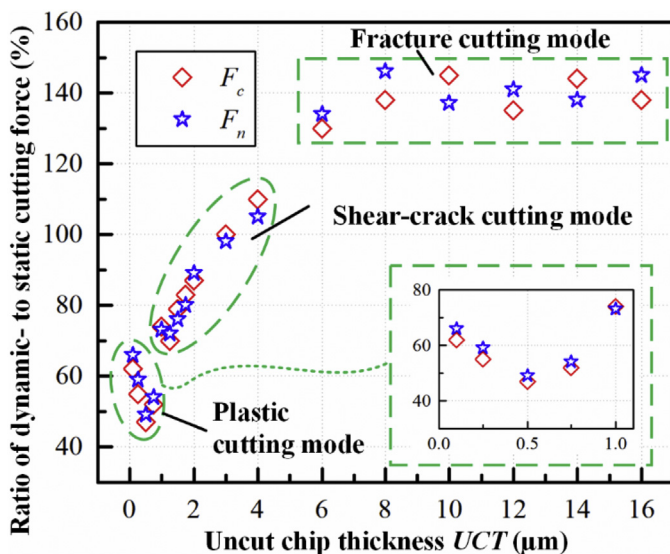 Ratio of dynamic- to static cutting force (%)
160
140
120
100
80
60
40
F_c
F_n
Fracture cutting mode
Shear-crack cutting mode
Plastic
cutting mode
80
60
40
0.0 0.5 1.0
0 2 4 6 8 10 12 14 16
Uncut chip thickness UCT (μm)